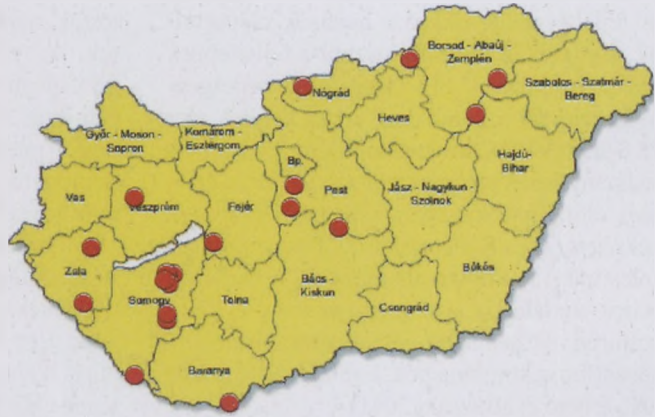 Borsod - Abaúj -
Zemplén
Szabolcs - Szatmár -
Bereg
Nógrád
Heves
Győr - Moson -
Sopron
Komárom -
Esztergom
Hajdú-
Bihar
Bp.
Pest
Jász - Nagykun -
Szolnok
Vas
Veszprém
Fejér
Zala
Somogy
Tolna
Bács -
Kiskun
Békés
Csongrád
Baranya